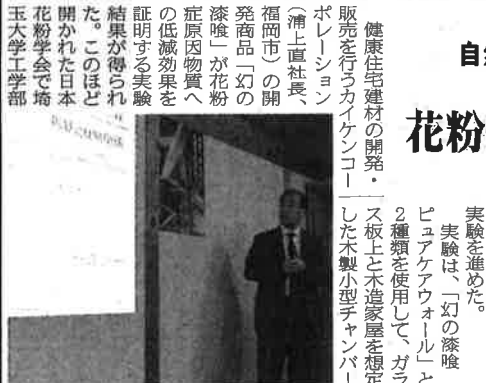 自
花粉
健康住宅建材の開発・
販売を行うカイケンコー
ポレーション
（浦上直社長、
福岡市）の開
発商品「幻の
漆喰」が花粉
症原因物質へ
の低減効果を
証明する実験
結果が得られ
た。このほど
開かれた日本
花粉学会で埼
玉大学工学部
実験を進めた。
実験は、「幻の漆喰
ピュアケアウォール」と
２種類を使用して、ガラ
ス板上と木造家屋を想定
した木製小型チャンバー